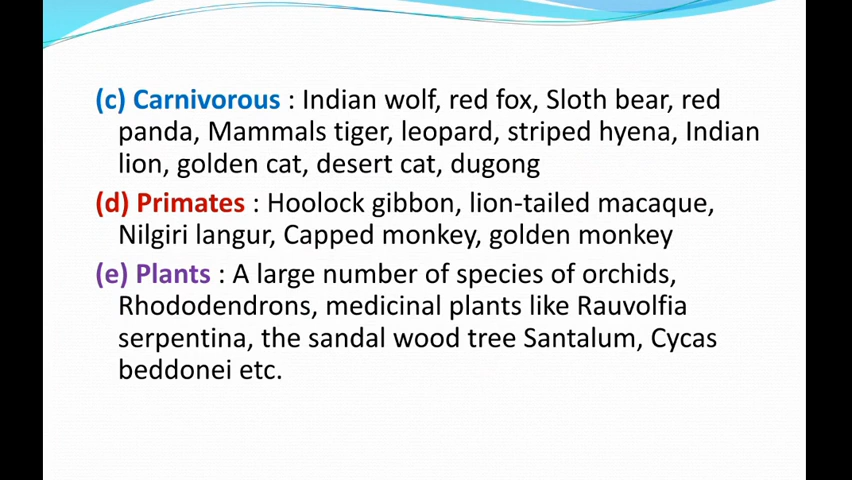 (c) Carnivorous : Indian wolf, red fox, Sloth bear, red
panda, Mammals tiger, leopard, striped hyena, Indian
lion, golden cat, desert cat, dugong
(d) Primates : Hoolock gibbon, lion-tailed macaque,
Nilgiri langur, Capped monkey, golden monkey
(e) Plants : A large number of species of orchids,
Rhododendrons, medicinal plants like Rauvolfia
serpentina, the sandal wood tree Santalum, Cycas
beddonei etc.